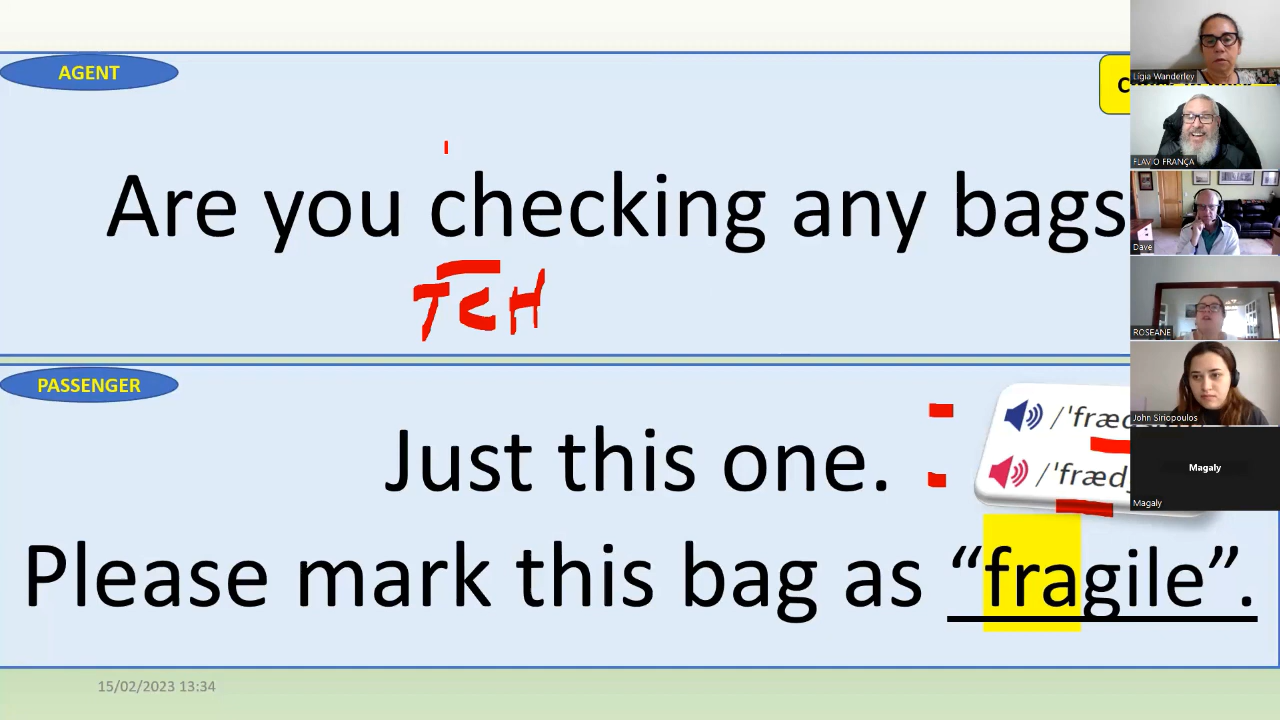 AGENT
Are you checking any bags
TCH
PASSENGER
Just this one.
Please mark this bag as “fragile”.
15/02/2023 13:34
Lígia Wanderley
FLAVIO FRANÇA
Dave
ROSEANE
John Siriopoulos
Magaly
Magaly